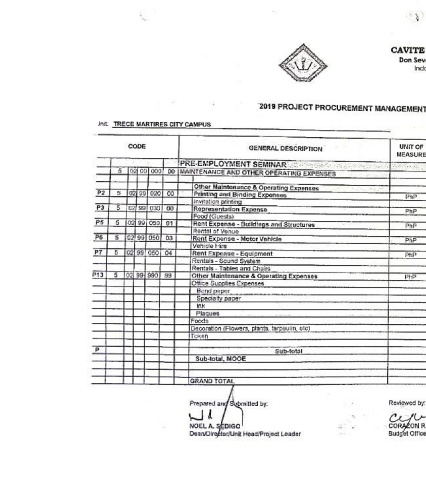 CAVITE
Don Sev
Indo
2019 PROJECT PROCUREMENT MANAGEMENT
Unit: TRECE MARTIRES CITY CAMPUS
CODE GENERAL DESCRIPTION UNIT OF MEASURE
PRE-EMPLOYMENT SEMINAR
5 02 00 000 00 MAINTENANCE AND OTHER OPERATING EXPENSES
Other Maintenance & Operating Expenses
P2 5 02 99 020 00 Printing and Binding Expenses PhP
Invitation printing
P3 5 02 99 030 00 Representation Expense PhP
Food (Guests)
P5 5 02 99 050 01 Rent Expense - Buildings and Structures PhP
Rental of Venue
P6 5 02 99 050 03 Rent Expense - Motor Vehicle PhP
Vehicle Hire
P7 5 02 99 050 04 Rent Expense - Equipment PhP
Rentals - Sound System
Rentals - Tables and Chairs
P13 5 02 99 990 99 Other Maintenance & Operating Expenses PhP
Office Supplies Expenses
Bond paper
Specialty paper
Ink
Plaques
Foods
Decoration (Flowers, plants, tarpaulin, etc)
Token
P Sub-total
Sub-total, MOOE
GRAND TOTAL
Prepared and Submitted by: Reviewed by:
NOEL A. SEDIGO CORAZON R
Dean/Director/Unit Head/Project Leader Budget Office